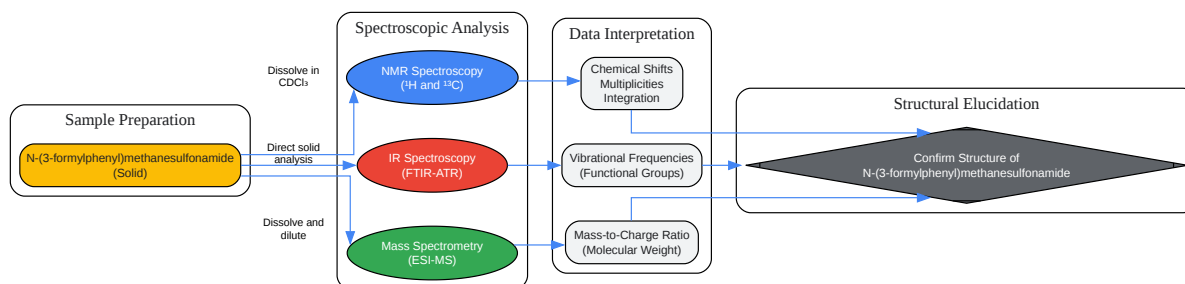 Sample Preparation
N-(3-formylphenyl)methanesulfonamide
(Solid)
Dissolve in
CDCl₃
Direct solid
analysis
Dissolve and
dilute
Spectroscopic Analysis
NMR Spectroscopy
(¹H and ¹³C)
IR Spectroscopy
(FTIR-ATR)
Mass Spectrometry
(ESI-MS)
Data Interpretation
Chemical Shifts
Multiplicities
Integration
Vibrational Frequencies
(Functional Groups)
Mass-to-Charge Ratio
(Molecular Weight)
Structural Elucidation
Confirm Structure of
N-(3-formylphenyl)methanesulfonamide